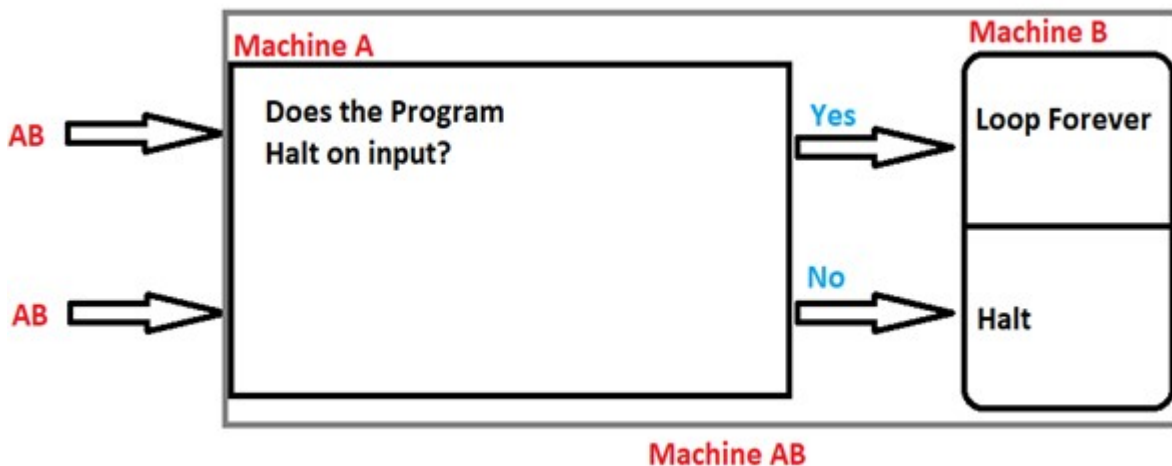 Machine A
Machine B
Does the Program
Halt on input?
AB
Yes
Loop Forever
AB
No
Halt
Machine AB